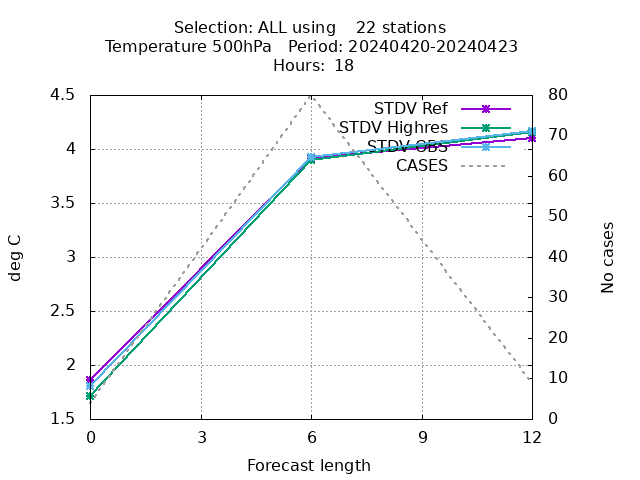 Selection: ALL using    22 stations
Temperature 500hPa   Period: 20240420-20240423
Hours: 18
4.5
4
3.5
3
2.5
2
1.5
80
70
60
50
40
30
20
10
0
STDV Ref
STDV Highres
STDV OBS
CASES
deg C
No cases
0
3
6
9
12
Forecast length